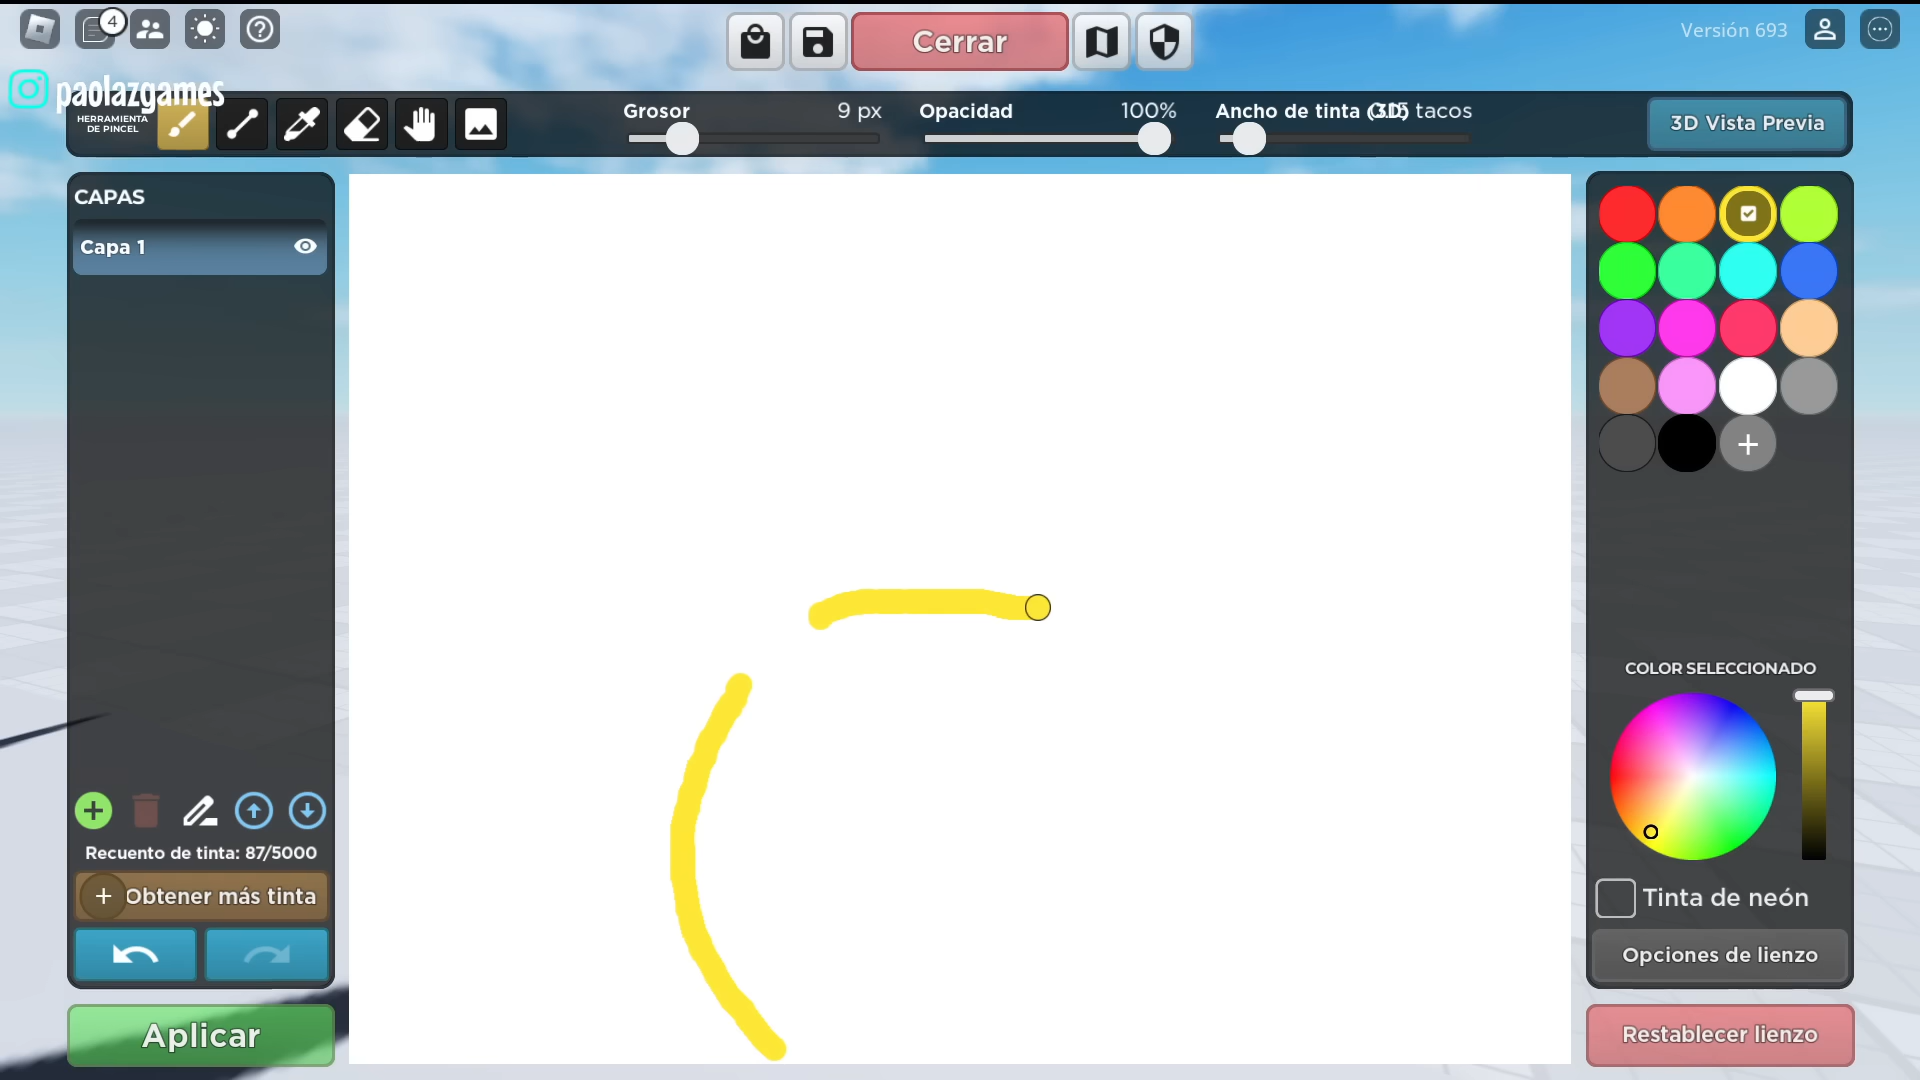 4
Cerrar
Versión 693
paolazgames
HERRAMIENTA
DE PINCEL
Grosor
9 px
Opacidad
100%
Ancho de tinta (3D)
tacos
3D Vista Previa
CAPAS
Capa 1
COLOR SELECCIONADO
Recuento de tinta: 87/5000
+ Obtener más tinta
Tinta de neón
Opciones de lienzo
Aplicar
Restablecer lienzo